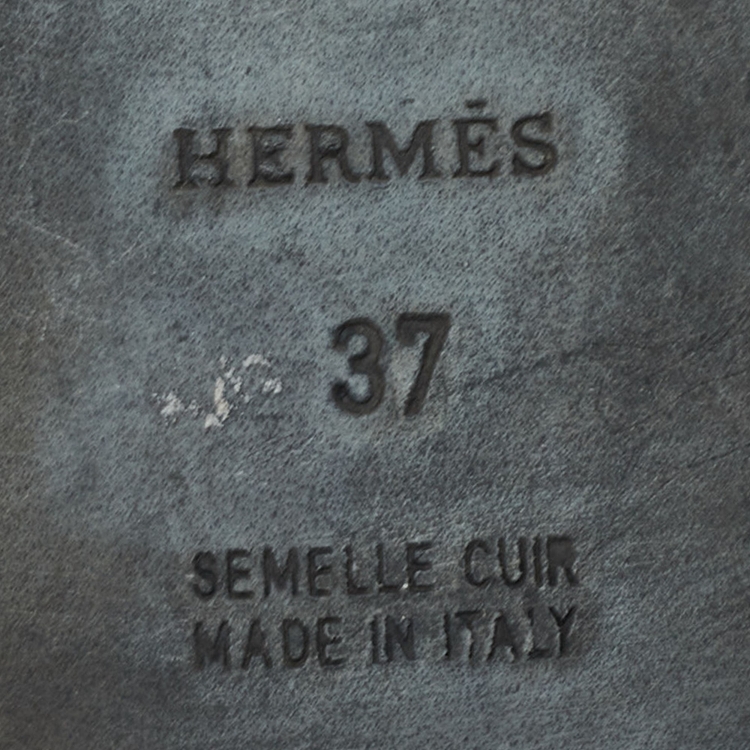 HERMÈS
37
SEMELLE CUIR
MADE IN ITALY